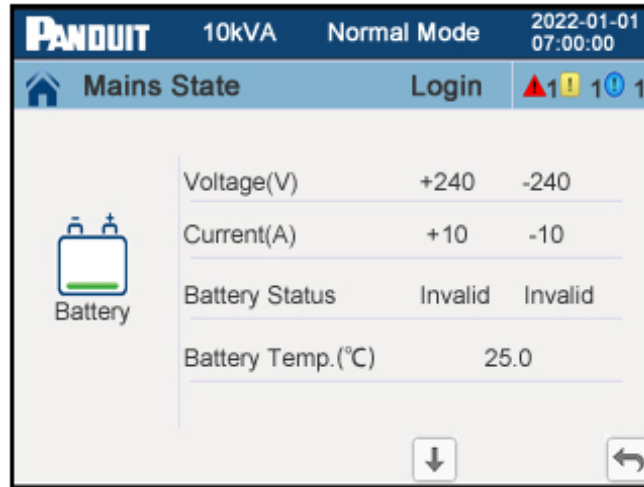 PANDUIT 10kVA Normal Mode 2022-01-01
07:00:00
Mains State Login 1 ! 1 ! 1
Voltage(V) +240 -240
Current(A) +10 -10
Battery Status Invalid Invalid
Battery
Battery Temp.(℃) 25.0